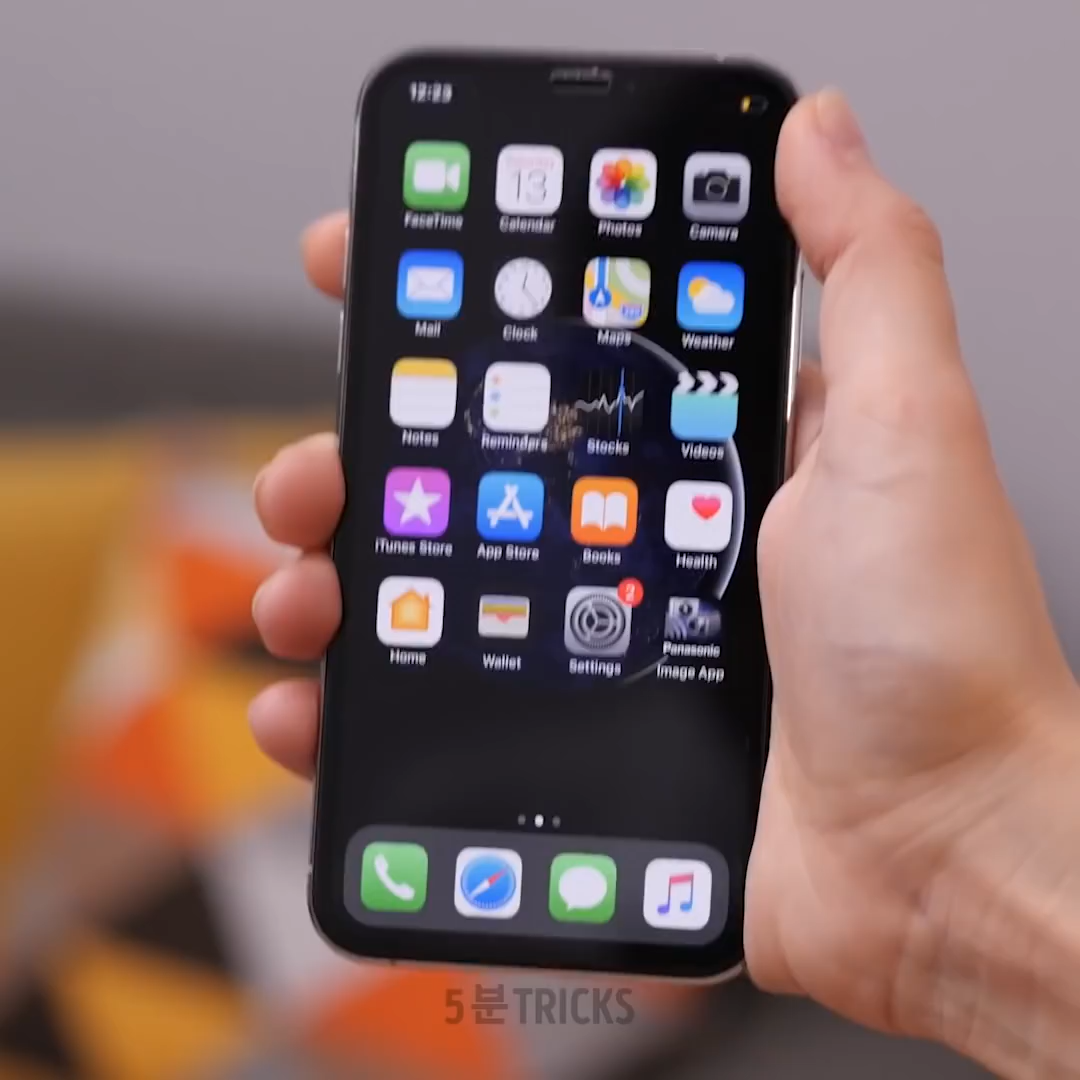 12:23
13
FaceTime Calendar Photos Camera
Mail Clock Maps Weather
Notes Reminders Stocks Videos
iTunes Store App Store Books Health
2
Panasonic
Home Wallet Settings Image App
5분TRICKS